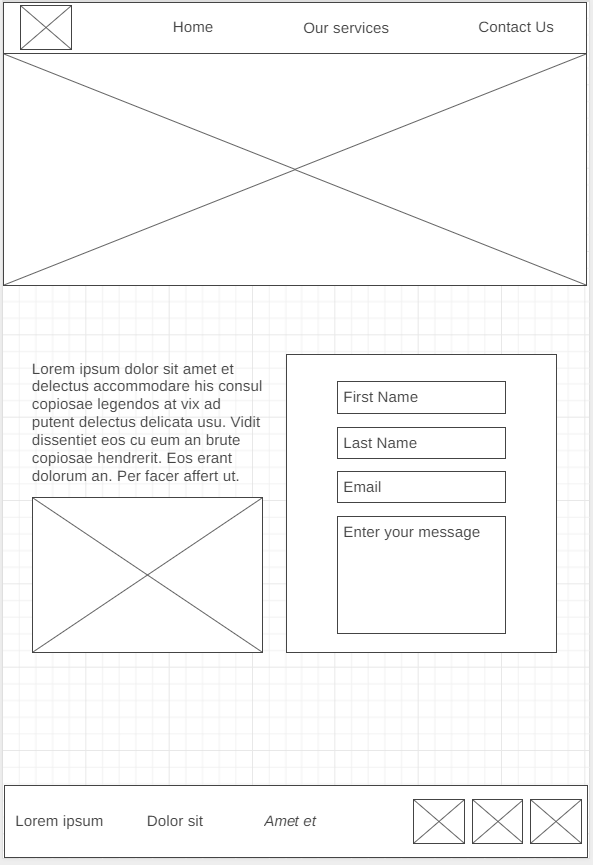 Home
Our services
Contact Us
Lorem ipsum dolor sit amet et
delectus accommodare his consul
copiosae legendos at vix ad
putent delectus delicata usu. Vidit
dissentiet eos cu eum an brute
copiosae hendrerit. Eos erant
dolorum an. Per facer affert ut.
First Name
Last Name
Email
Enter your message
Lorem ipsum
Dolor sit
Amet et